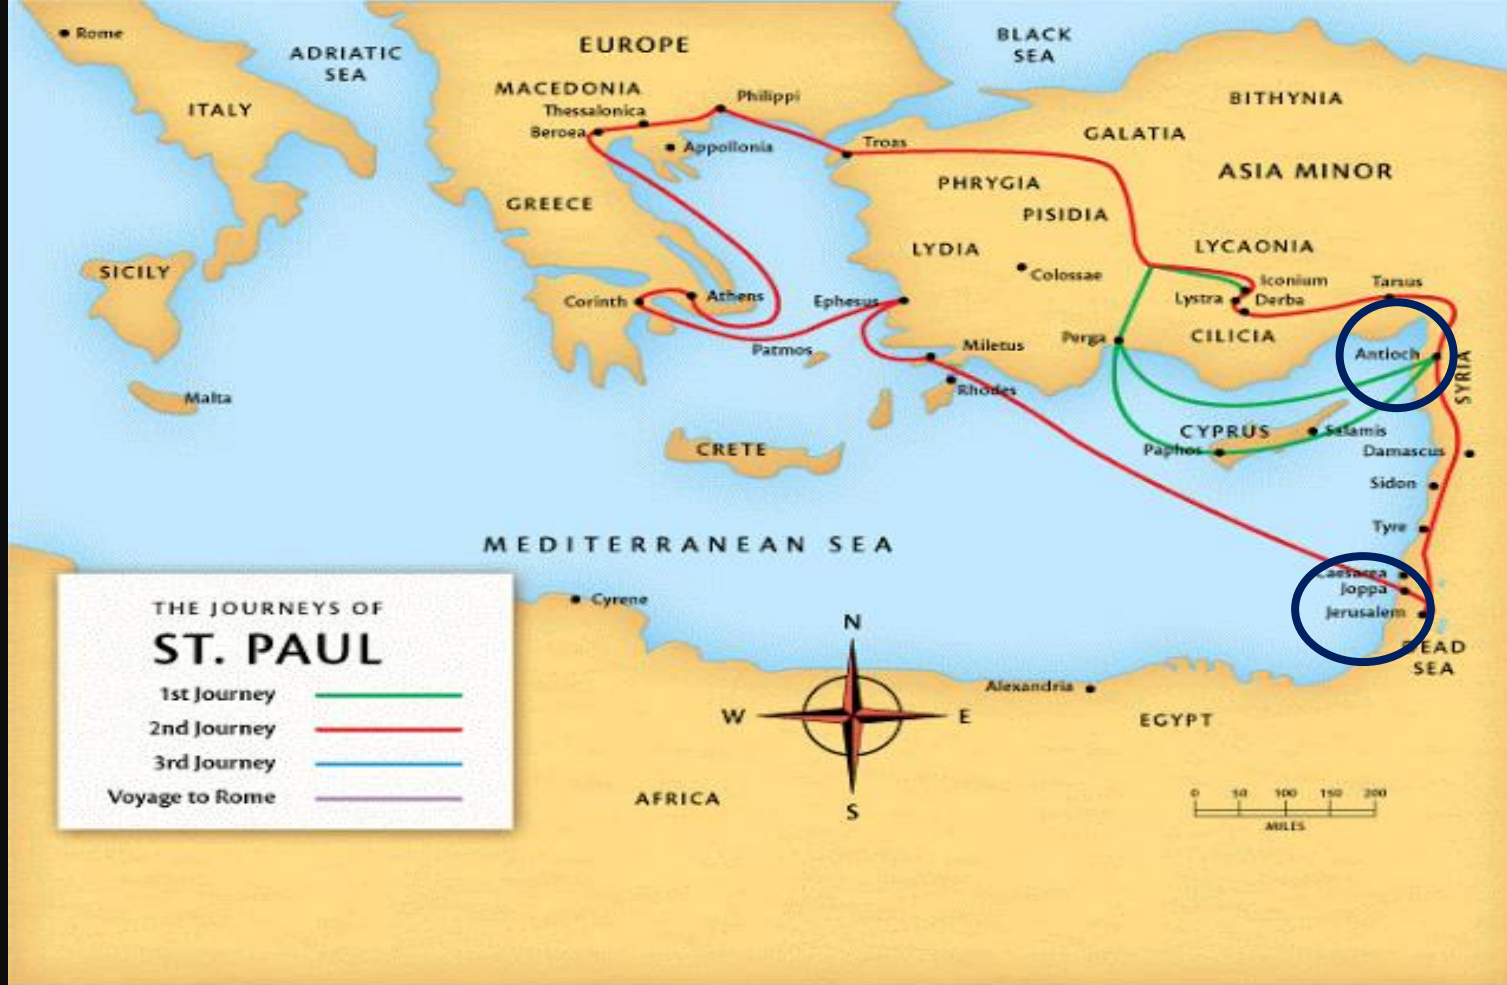 Rome
ADRIATIC
SEA
EUROPE
BLACK
SEA
ITALY
MACEDONIA
Thessalonica
Beroea
Philippi
Appollonia
Troas
BITHYNIA
GALATIA
ASIA MINOR
PHRYGIA
PISIDIA
GREECE
LYDIA
LYCAONIA
SICILY
Colossae
Iconium
Tarsus
Corinth
Athens
Ephesus
Lystra
Derba
Patmos
Miletus
Perga
CILICIA
Antioch
SYRIA
Malta
Rhodes
CRETE
CYPRUS
Salamis
Paphos
Damascus
Sidon
Tyre
MEDITERRANEAN SEA
Caesarea
Joppa
Jerusalem
DEAD
SEA
Cyrene
Alexandria
EGYPT
AFRICA
N
W
E
S
THE JOURNEYS OF
ST. PAUL
1st Journey
2nd Journey
3rd Journey
Voyage to Rome
0 50 100 150 200
MILES